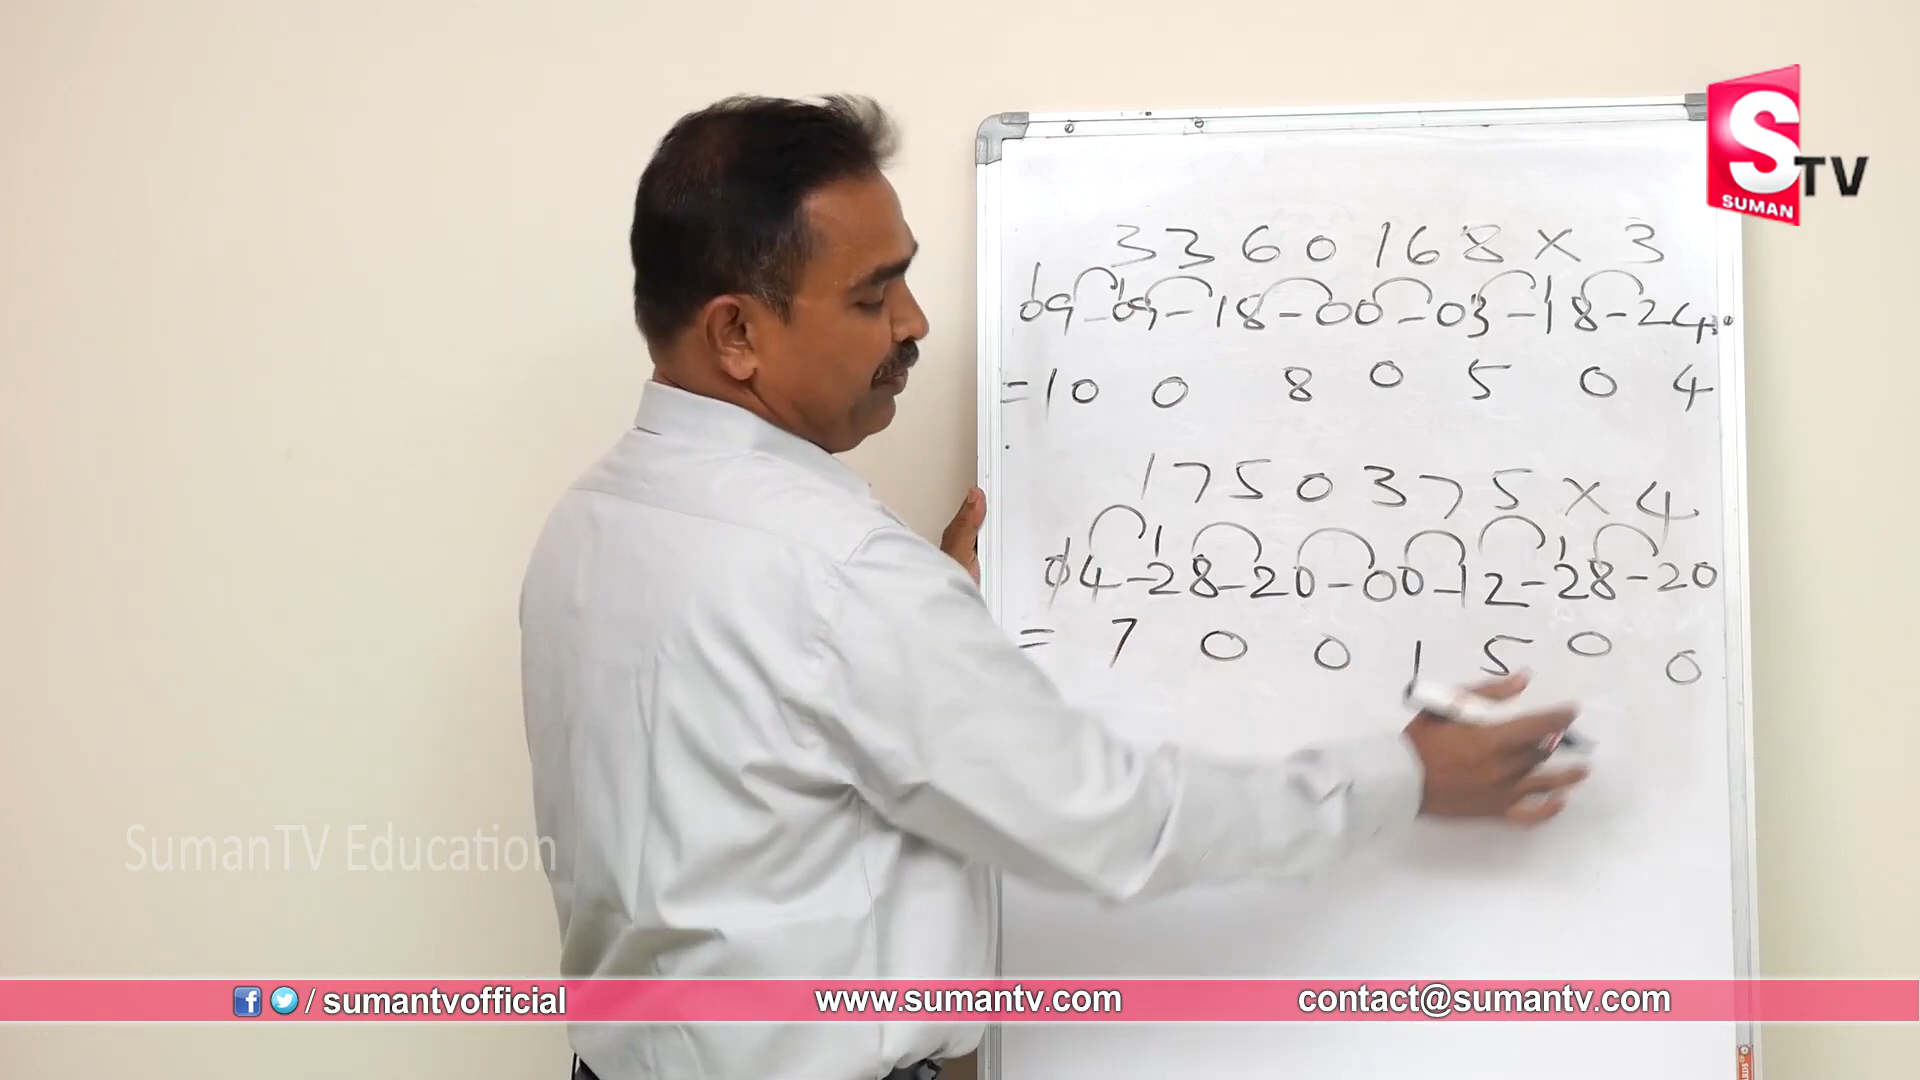 S TV
SUMAN
3360168 × 3
09-09-18-00-03-18-24
= 10 0 8 0 5 0 4
1750375 × 4
04-28-20-00-12-28-20
= 7 0 0 1 5 0 0
SumanTV Education
/ sumantvofficial www.sumantv.com contact@sumantv.com